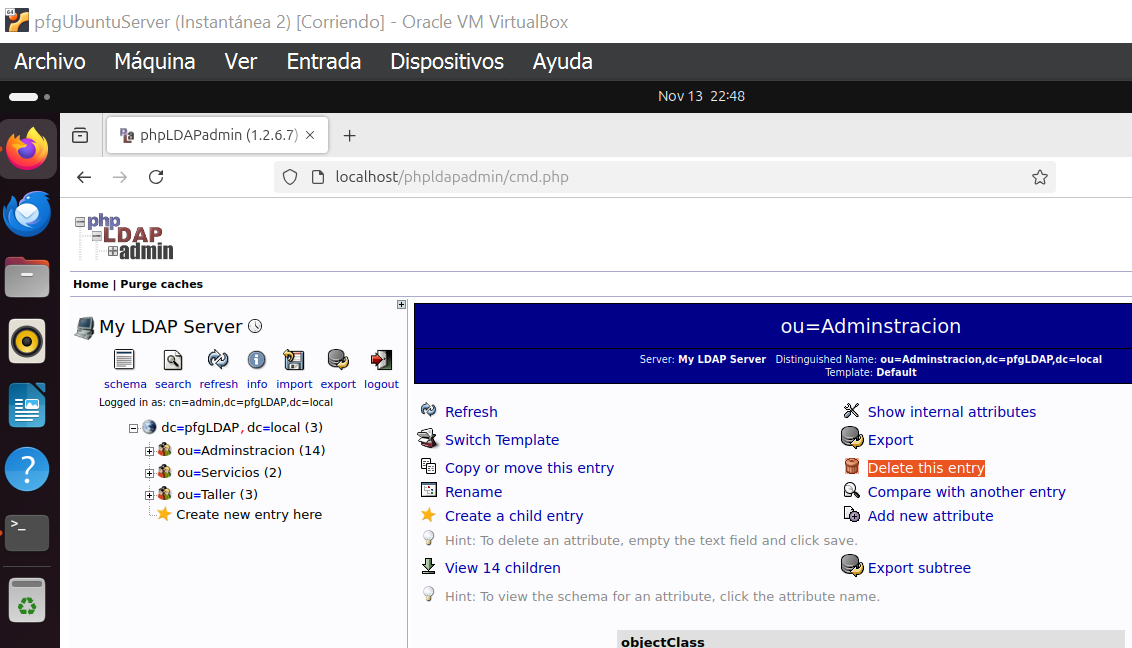 pfgUbuntuServer (Instantánea 2) [Corriendo] - Oracle VM VirtualBox
Archivo Máquina Ver Entrada Dispositivos Ayuda
Nov 13 22:48
phpLDAPadmin (1.2.6.7)
localhost/phpldapadmin/cmd.php
php
LDAP
admin
Home | Purge caches
My LDAP Server
schema search refresh info import export logout
Logged in as: cn=admin,dc=pfgLDAP,dc=local
dc=pfgLDAP,dc=local (3)
ou=Adminstracion (14)
ou=Servicios (2)
ou=Taller (3)
Create new entry here
ou=Adminstracion
Server: My LDAP Server Distinguished Name: ou=Adminstracion,dc=pfgLDAP,dc=local
Template: Default
Refresh Show internal attributes
Switch Template Export
Copy or move this entry Delete this entry
Rename Compare with another entry
Create a child entry Add new attribute
Hint: To delete an attribute, empty the text field and click save.
View 14 children Export subtree
Hint: To view the schema for an attribute, click the attribute name.
objectClass